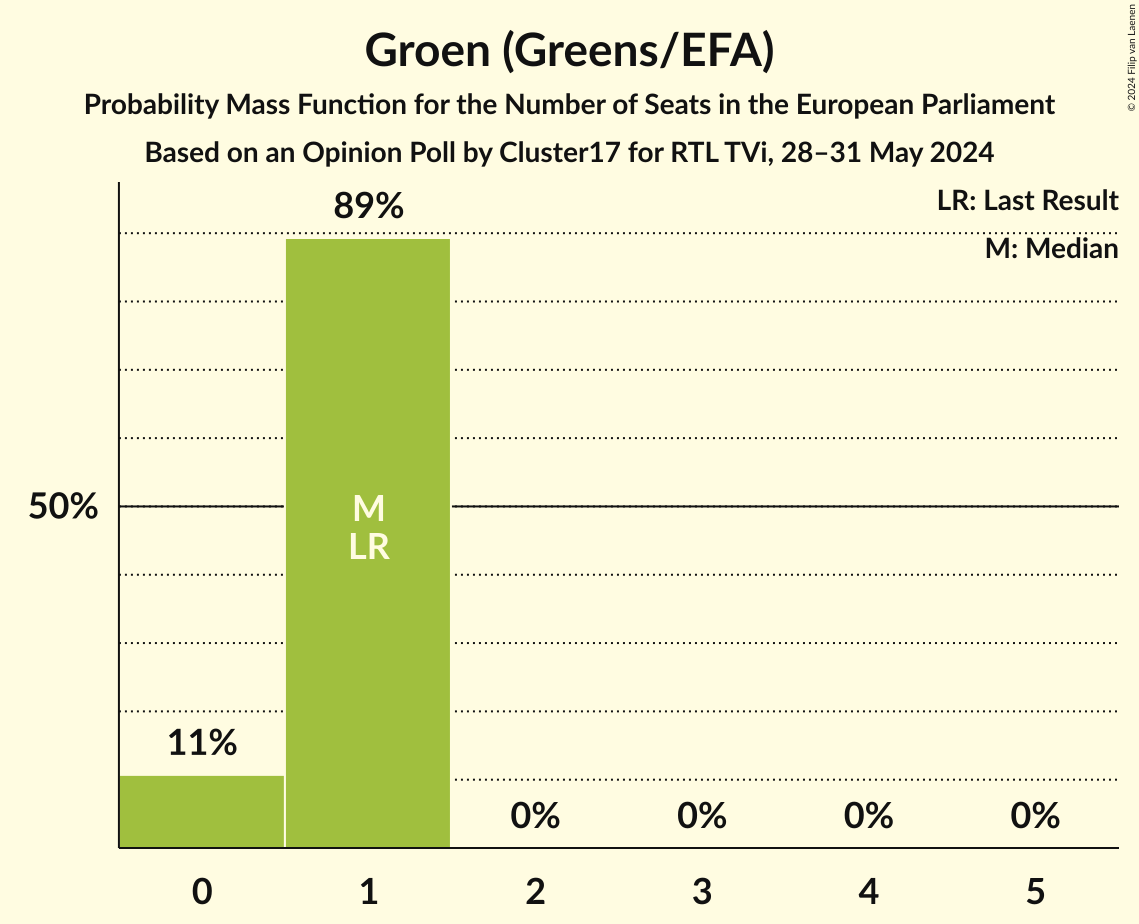 Groen (Greens/EFA)
Probability Mass Function for the Number of Seats in the European Parliament
Based on an Opinion Poll by Cluster17 for RTL TVi, 28–31 May 2024
© 2024 Filip van Laenen
LR: Last Result
M: Median
89%
50%
M
LR
11%
0%
0%
0%
0%
0
1
2
3
4
5